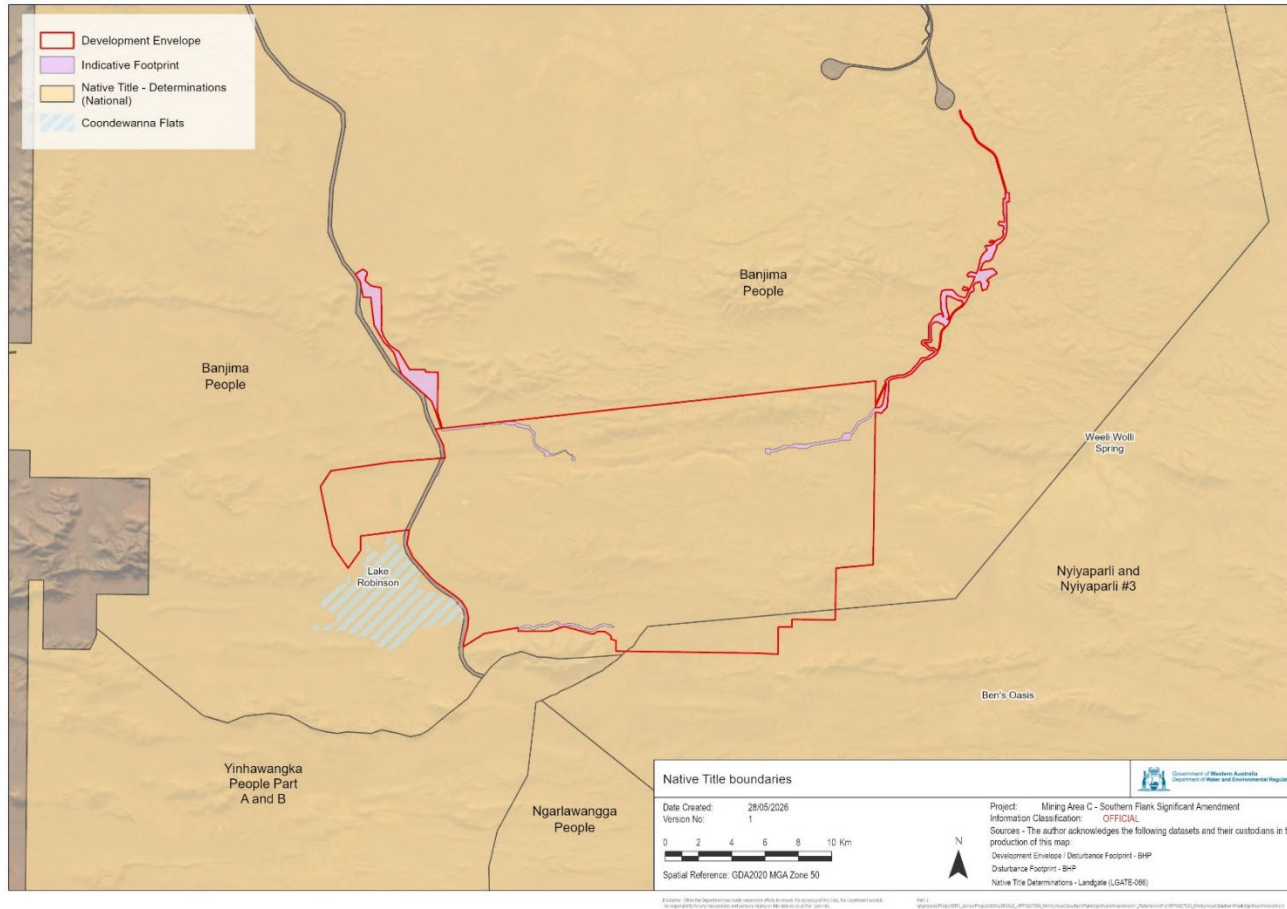 Development Envelope
Indicative Footprint
Native Title - Determinations
(National)
Coondewanna Flats
Banjima
People
Banjima
People
Weeli Wolli
Spring
Lake
Robinson
Nyiyaparli and
Nyiyaparli #3
Ben's Oasis
Yinhawangka
People Part
A and B
Ngarlawangga
People
Native Title boundaries
Government of Western Australia
Department of Water and Environmental Regulat
Date Created: 28/05/2026
Version No: 1
0 2 4 6 8 10 Km
Spatial Reference: GDA2020 MGA Zone 50
N
Project: Mining Area C - Southern Flank Significant Amendment
Information Classification: OFFICIAL
Sources - The author acknowledges the following datasets and their custodians in t
production of this map:
Development Envelope / Disturbance Footprint - BHP
Disturbance Footprint - BHP
Native Title Determinations - Landgate (LGATE-066)